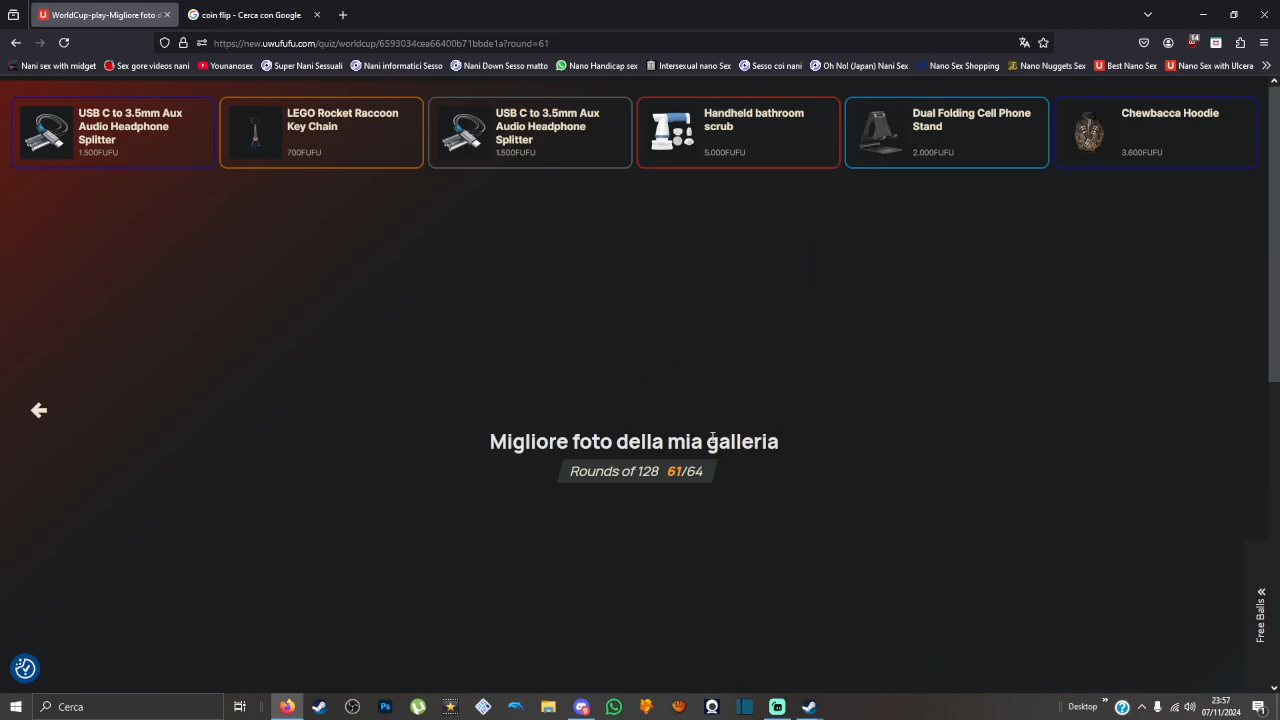 WorldCup-play-Migliore foto d
coin flip - Cerca con Google
https://new.uwufufu.com/quiz/worldcup/6593034cea66400b71bbde1a?round=61
14
Nani sex with midget
Sex gore videos nani
Younanosex
Super Nani Sessuali
Nani informatici Sesso
Nani Down Sesso matto
Nano Handicap sex
Intersexual nano Sex
Sesso coi nani
Oh No! (Japan) Nani Sex
Nano Sex Shopping
Nano Nuggets Sex
Best Nano Sex
Nano Sex with Ulcera
USB C to 3.5mm Aux
Audio Headphone
Splitter
1.500FUFU
LEGO Rocket Raccoon
Key Chain
700FUFU
USB C to 3.5mm Aux
Audio Headphone
Splitter
1.500FUFU
Handheld bathroom
scrub
5.000FUFU
Dual Folding Cell Phone
Stand
2.000FUFU
Chewbacca Hoodie
3.600FUFU
Migliore foto della mia galleria
Rounds of 128 61/64
Free Balls
Cerca
Desktop
23:57
07/11/2024